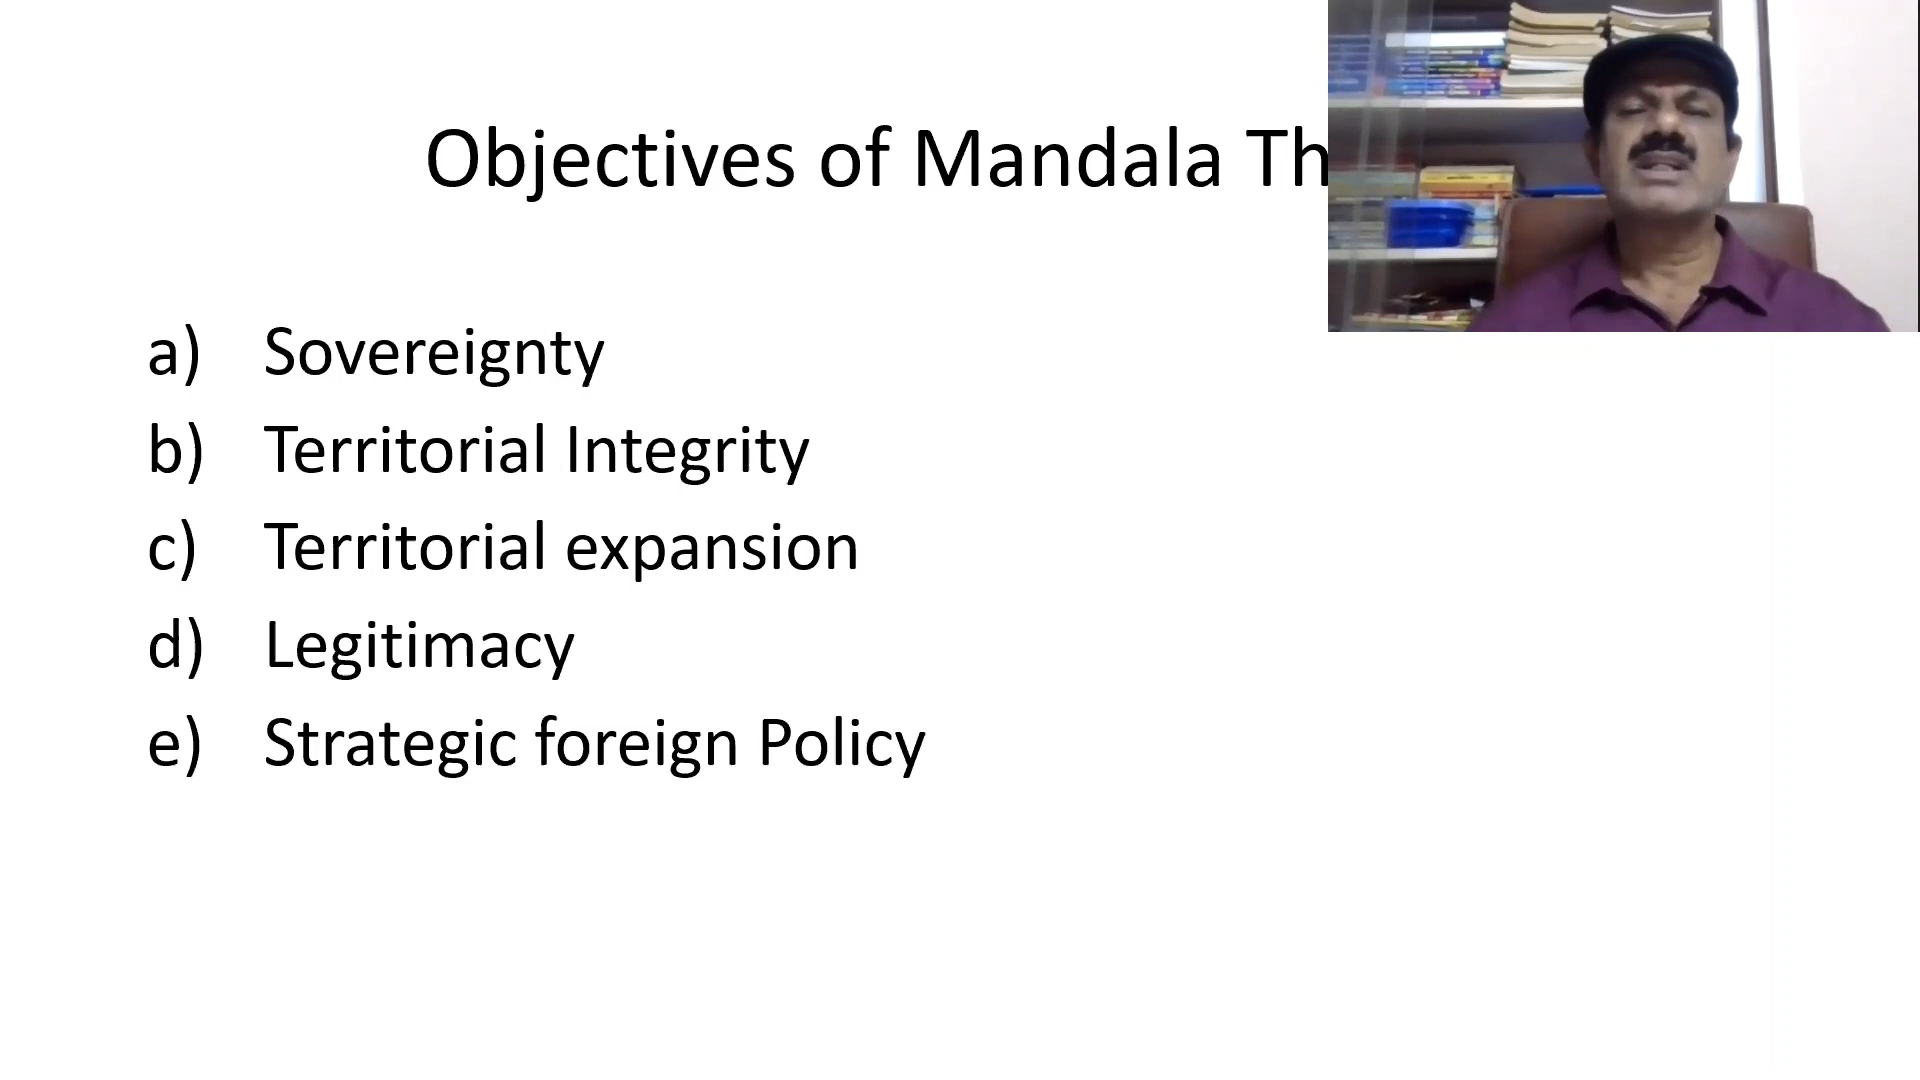 Objectives of Mandala Th
a) Sovereignty
b) Territorial Integrity
c) Territorial expansion
d) Legitimacy
e) Strategic foreign Policy